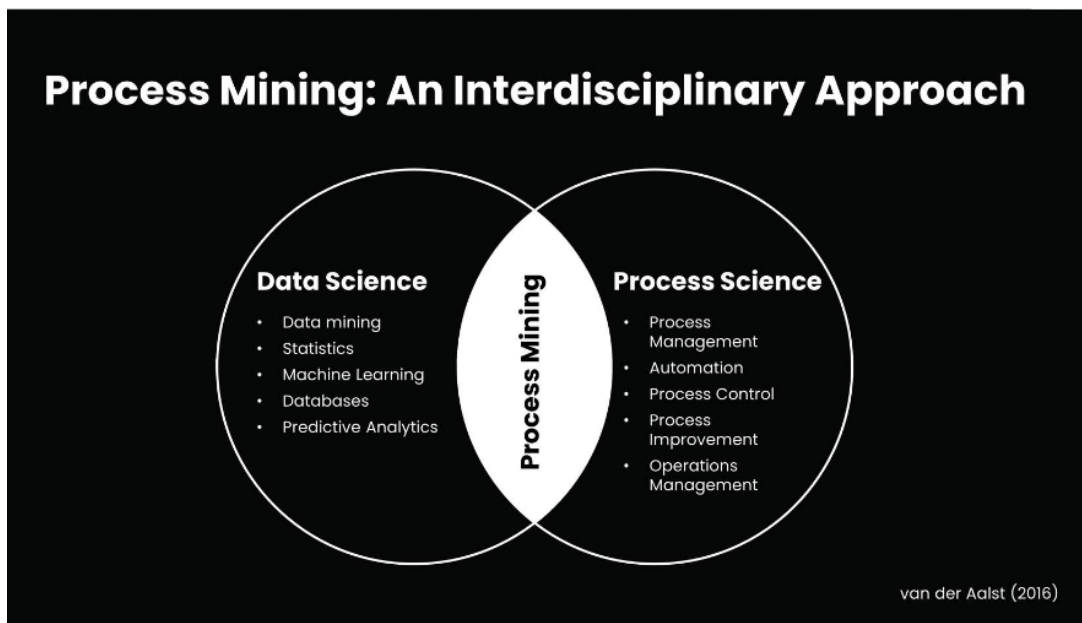 Process Mining: An Interdisciplinary Approach
Data Science
• Data mining
• Statistics
• Machine Learning
• Databases
• Predictive Analytics
Process Mining
Process Science
• Process
Management
• Automation
• Process Control
• Process
Improvement
• Operations
Management
van der Aalst (2016)